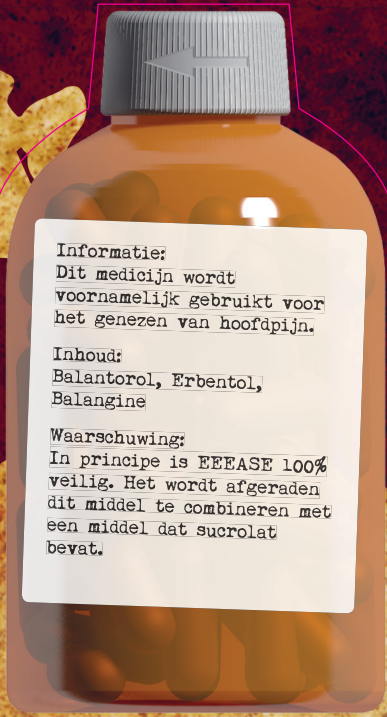 Informatie:
Dit medicijn wordt
voornamelijk gebruikt voor
het genezen van hoofdpijn.
Inhoud:
Balantorol, Erbentol,
Balangine
Waarschuwing:
In principe is EEEASE 100%
veilig. Het wordt afgeraden
dit middel te combineren met
een middel dat sucrolat
bevat.